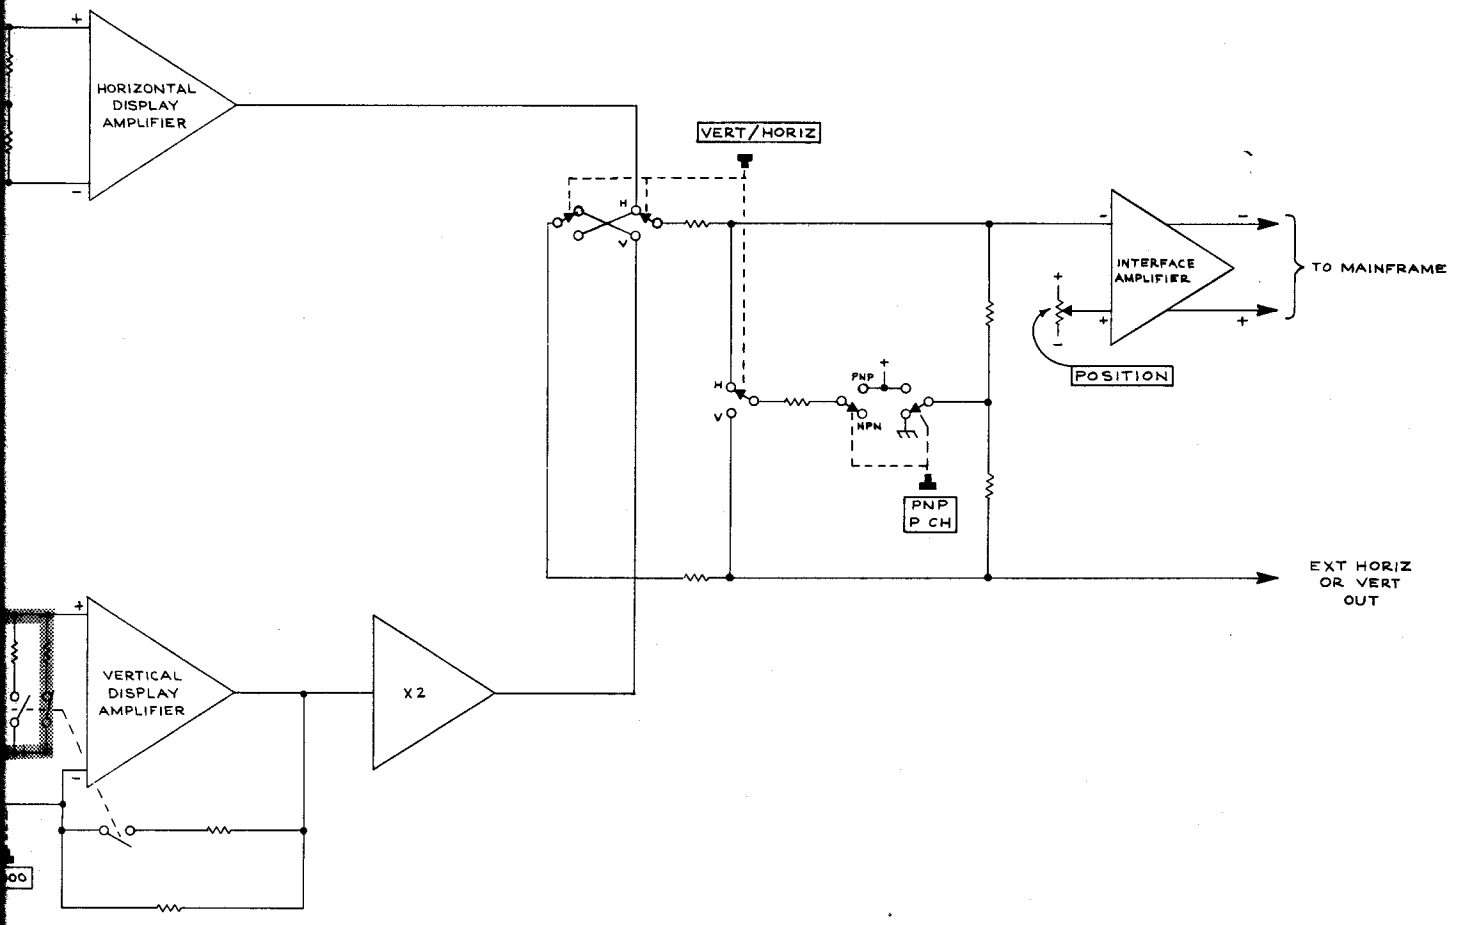 +
HORIZONTAL
DISPLAY
AMPLIFIER
-
VERT/HORIZ
H
V
-
INTERFACE
AMPLIFIER
+
-
+
TO MAINFRAME
+
-
POSITION
H
V
PNP
+
NPN
PNP
P CH
EXT HORIZ
OR VERT
OUT
+
VERTICAL
DISPLAY
AMPLIFIER
-
X2